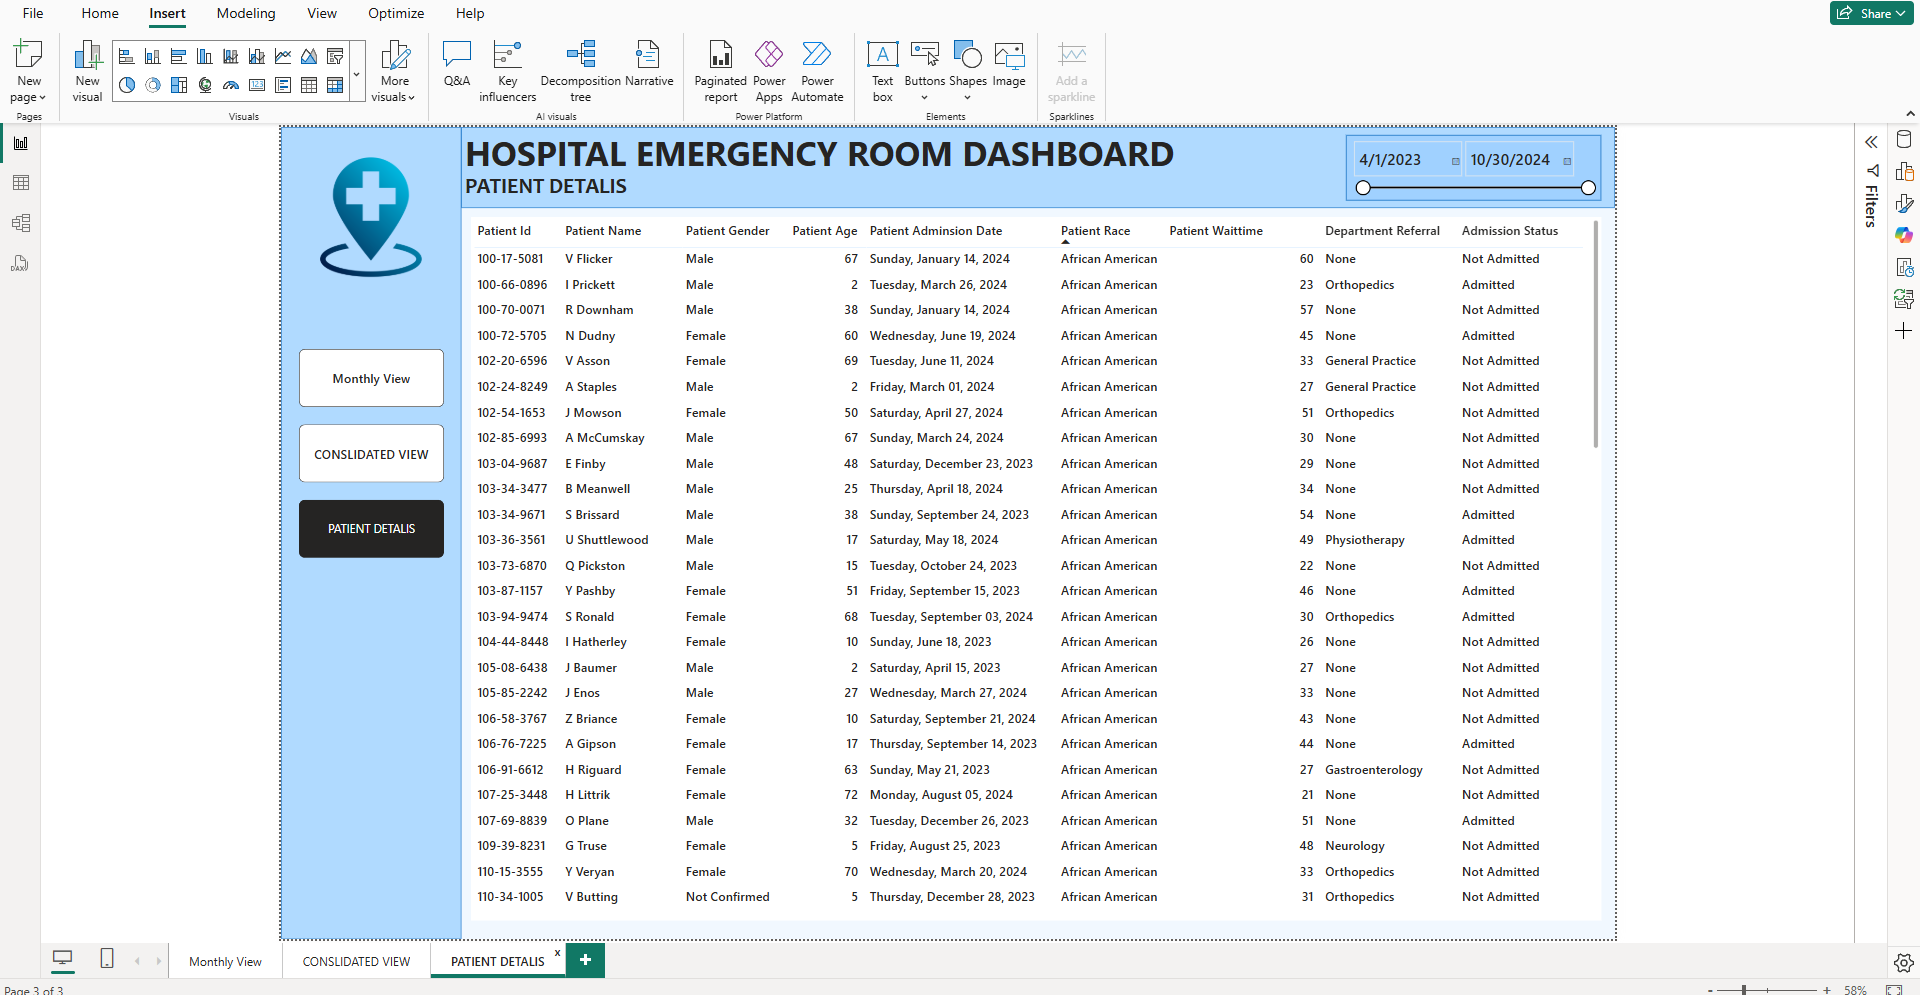 File Home Insert Modeling View Optimize Help Share
New page New visual More visuals Q&A Key influencers Decomposition tree Narrative Paginated report Power Apps Power Automate Text box Buttons Shapes Image Add a sparkline
Pages Visuals AI visuals Power Platform Elements Sparklines
HOSPITAL EMERGENCY ROOM DASHBOARD
PATIENT DETALIS
4/1/2023 10/30/2024
Filters
Monthly View
CONSLIDATED VIEW
PATIENT DETALIS
Patient Id Patient Name Patient Gender Patient Age Patient Adminsion Date Patient Race Patient Waittime Department Referral Admission Status
100-17-5081 V Flicker Male 67 Sunday, January 14, 2024 African American 60 None Not Admitted
100-66-0896 I Prickett Male 2 Tuesday, March 26, 2024 African American 23 Orthopedics Admitted
100-70-0071 R Downham Male 38 Sunday, January 14, 2024 African American 57 None Not Admitted
100-72-5705 N Dudny Female 60 Wednesday, June 19, 2024 African American 45 None Admitted
102-20-6596 V Asson Female 69 Tuesday, June 11, 2024 African American 33 General Practice Not Admitted
102-24-8249 A Staples Male 2 Friday, March 01, 2024 African American 27 General Practice Not Admitted
102-54-1653 J Mowson Female 50 Saturday, April 27, 2024 African American 51 Orthopedics Not Admitted
102-85-6993 A McCumskay Male 67 Sunday, March 24, 2024 African American 30 None Not Admitted
103-04-9687 E Finby Male 48 Saturday, December 23, 2023 African American 29 None Not Admitted
103-34-3477 B Meanwell Male 25 Thursday, April 18, 2024 African American 34 None Not Admitted
103-34-9671 S Brissard Male 38 Sunday, September 24, 2023 African American 54 None Admitted
103-36-3561 U Shuttlewood Male 17 Saturday, May 18, 2024 African American 49 Physiotherapy Admitted
103-73-6870 Q Pickston Male 15 Tuesday, October 24, 2023 African American 22 None Not Admitted
103-87-1157 Y Pashby Female 51 Friday, September 15, 2023 African American 46 None Admitted
103-94-9474 S Ronald Female 68 Tuesday, September 03, 2024 African American 30 Orthopedics Admitted
104-44-8448 I Hatherley Female 10 Sunday, June 18, 2023 African American 26 None Not Admitted
105-08-6438 J Baumer Male 2 Saturday, April 15, 2023 African American 27 None Not Admitted
105-85-2242 J Enos Male 27 Wednesday, March 27, 2024 African American 33 None Not Admitted
106-58-3767 Z Briance Female 10 Saturday, September 21, 2024 African American 43 None Not Admitted
106-76-7225 A Gipson Female 17 Thursday, September 14, 2023 African American 44 None Admitted
106-91-6612 H Riguard Female 63 Sunday, May 21, 2023 African American 27 Gastroenterology Not Admitted
107-25-3448 H Littrik Female 72 Monday, August 05, 2024 African American 21 None Not Admitted
107-69-8839 O Plane Male 32 Tuesday, December 26, 2023 African American 51 None Admitted
109-39-8231 G Truse Female 5 Friday, August 25, 2023 African American 48 Neurology Not Admitted
110-15-3555 Y Veryan Female 70 Wednesday, March 20, 2024 African American 33 Orthopedics Not Admitted
110-34-1005 V Butting Not Confirmed 5 Thursday, December 28, 2023 African American 31 Orthopedics Not Admitted
Monthly View CONSLIDATED VIEW PATIENT DETALIS x +
Page 3 of 3 - + 58%